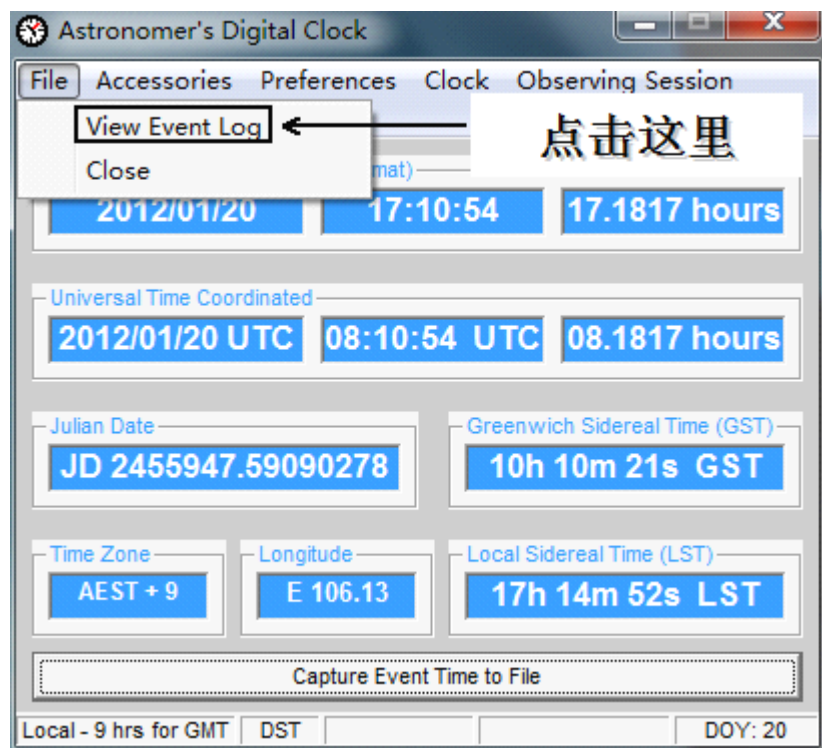 Astronomer's Digital Clock
File Accessories Preferences Clock Observing Session
View Event Log
点击这里
Close
mat)
2012/01/20 17:10:54 17.1817 hours
Universal Time Coordinated
2012/01/20 UTC 08:10:54 UTC 08.1817 hours
Julian Date Greenwich Sidereal Time (GST)
JD 2455947.59090278 10h 10m 21s GST
Time Zone Longitude Local Sidereal Time (LST)
AEST + 9 E 106.13 17h 14m 52s LST
Capture Event Time to File
Local - 9 hrs for GMT DST DOY: 20